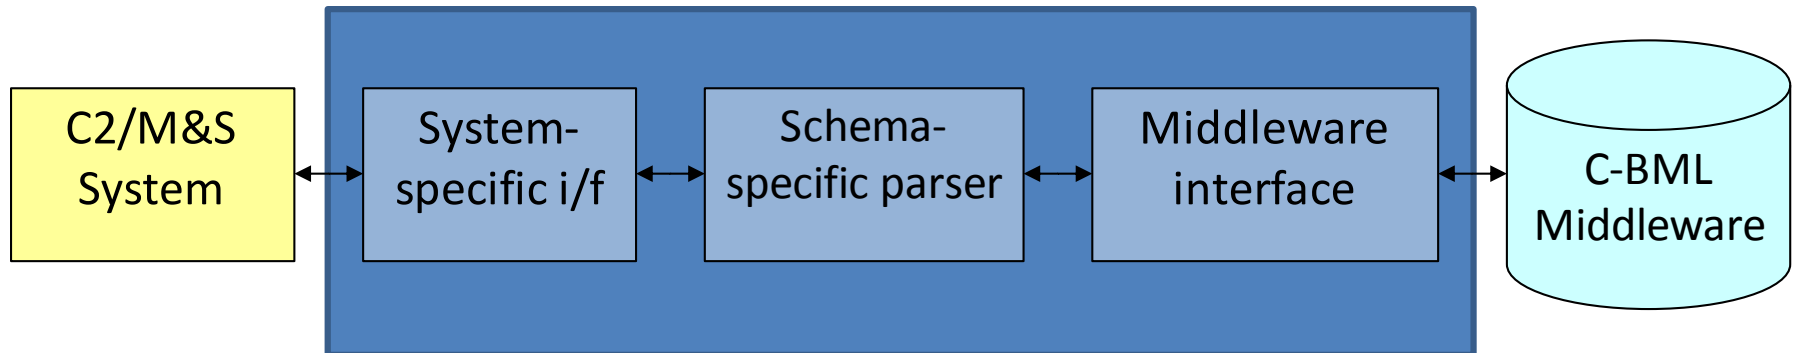 C2/M&S
System
System-
specific i/f
Schema-
specific parser
Middleware
interface
C-BML
Middleware